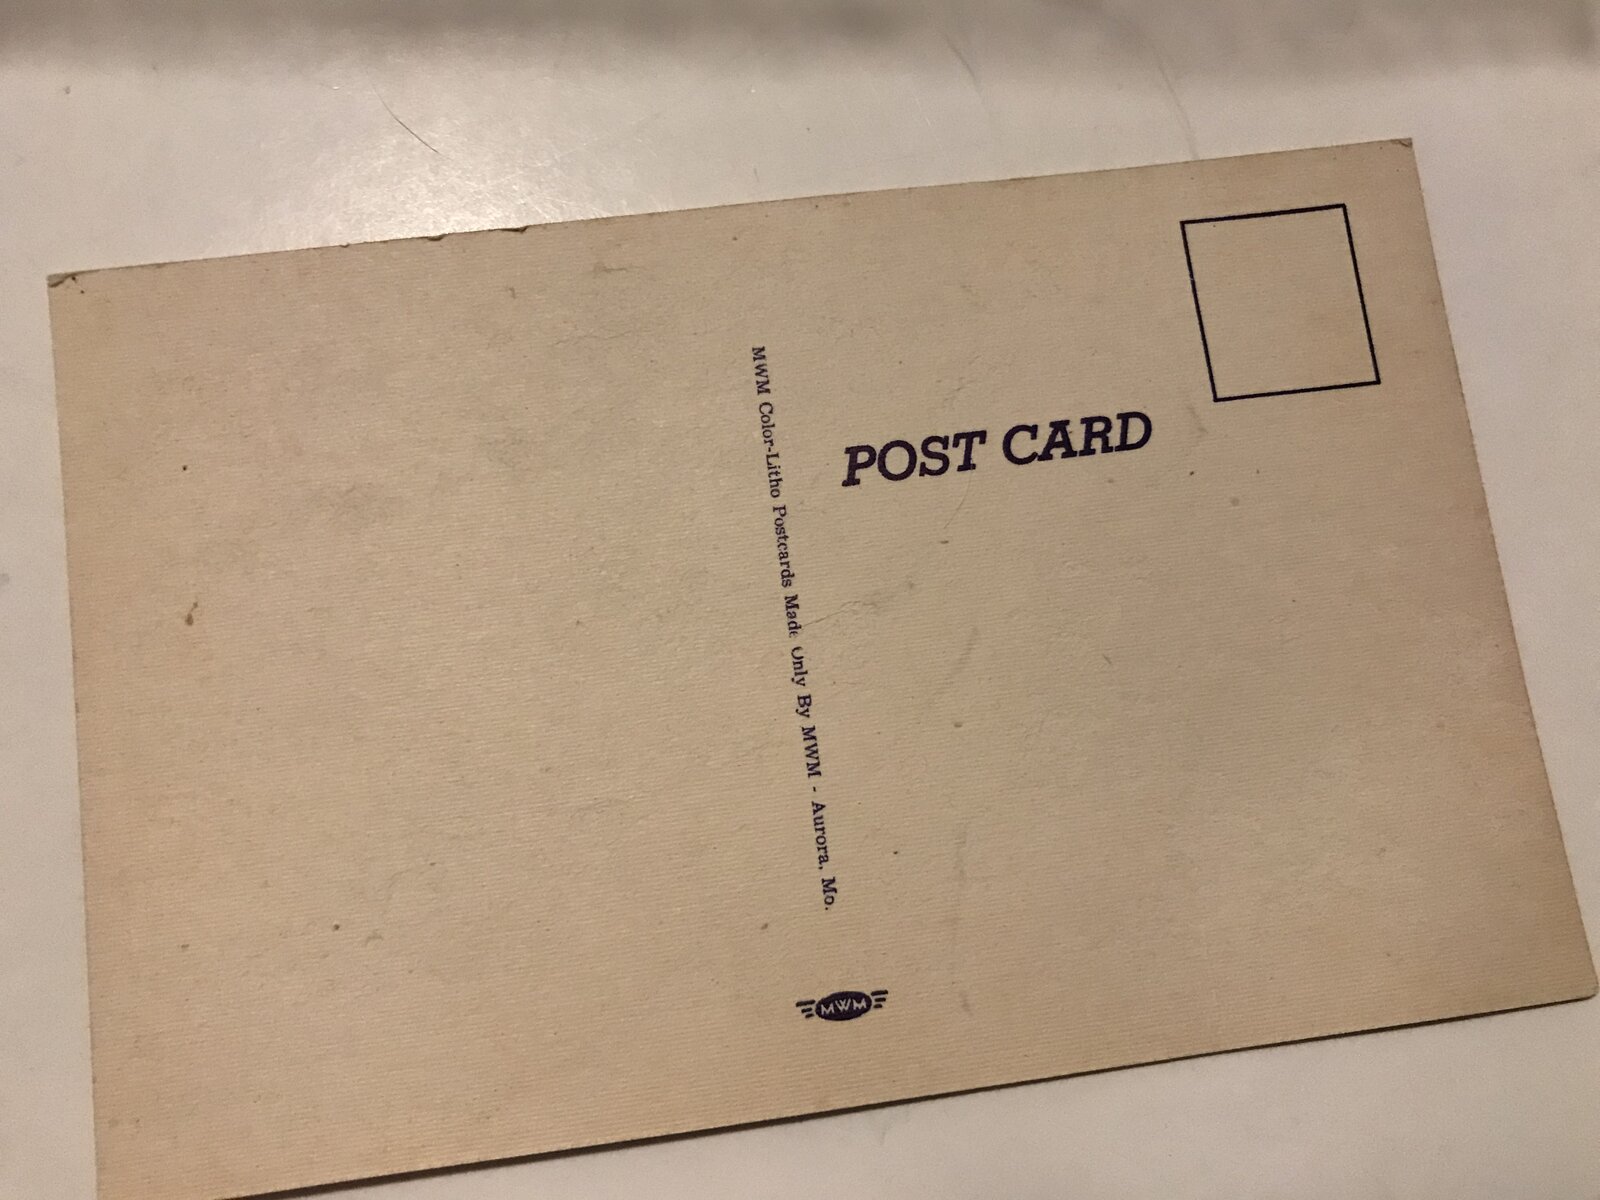 POST CARD
MWM Color-Litho Postcards Made Only By MWM - Aurora, Mo.
MWM